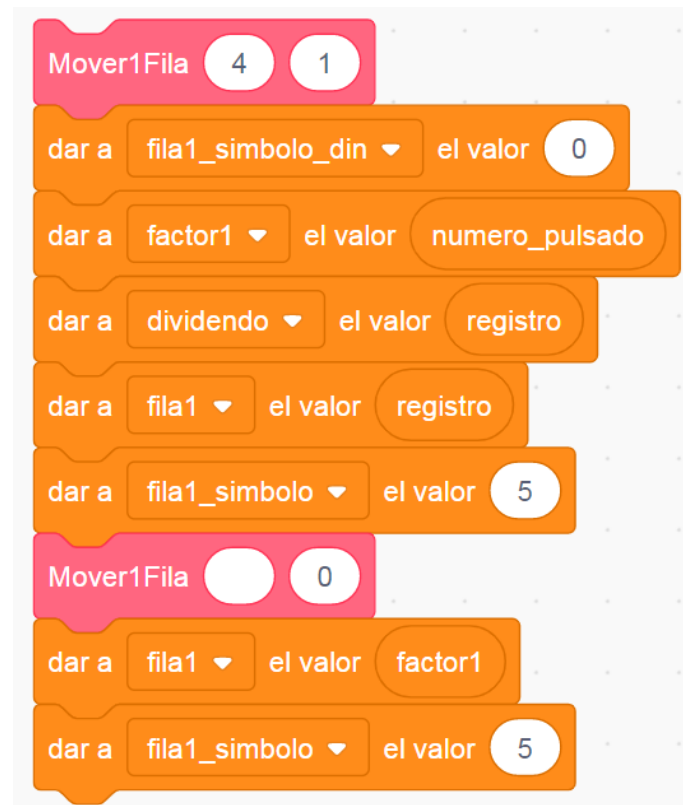 Mover1Fila 4 1
dar a fila1_simbolo_din el valor 0
dar a factor1 el valor numero_pulsado
dar a dividendo el valor registro
dar a fila1 el valor registro
dar a fila1_simbolo el valor 5
Mover1Fila 0
dar a fila1 el valor factor1
dar a fila1_simbolo el valor 5